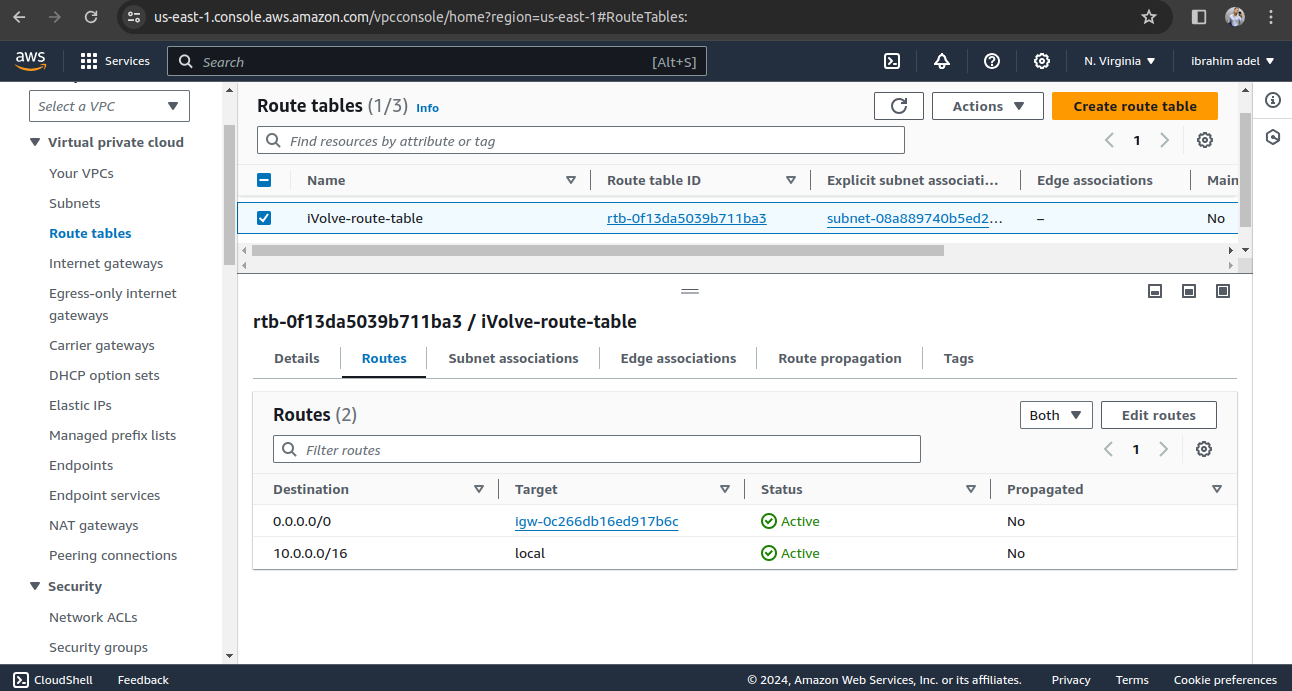 us-east-1.console.aws.amazon.com/vpcconsole/home?region=us-east-1#RouteTables:
aws
Services
Search
[Alt+S]
N. Virginia
ibrahim adel
Select a VPC
Virtual private cloud
Your VPCs
Subnets
Route tables
Internet gateways
Egress-only internet
gateways
Carrier gateways
DHCP option sets
Elastic IPs
Managed prefix lists
Endpoints
Endpoint services
NAT gateways
Peering connections
Security
Network ACLs
Security groups
Route tables (1/3) Info
Actions
Create route table
Find resources by attribute or tag
1
Name Route table ID Explicit subnet associati... Edge associations Main
iVolve-route-table rtb-0f13da5039b711ba3 subnet-08a889740b5ed2... – No
rtb-0f13da5039b711ba3 / iVolve-route-table
Details Routes Subnet associations Edge associations Route propagation Tags
Routes (2)
Both
Edit routes
Filter routes
1
Destination Target Status Propagated
0.0.0.0/0 igw-0c266db16ed917b6c Active No
10.0.0.0/16 local Active No
CloudShell Feedback © 2024, Amazon Web Services, Inc. or its affiliates. Privacy Terms Cookie preferences